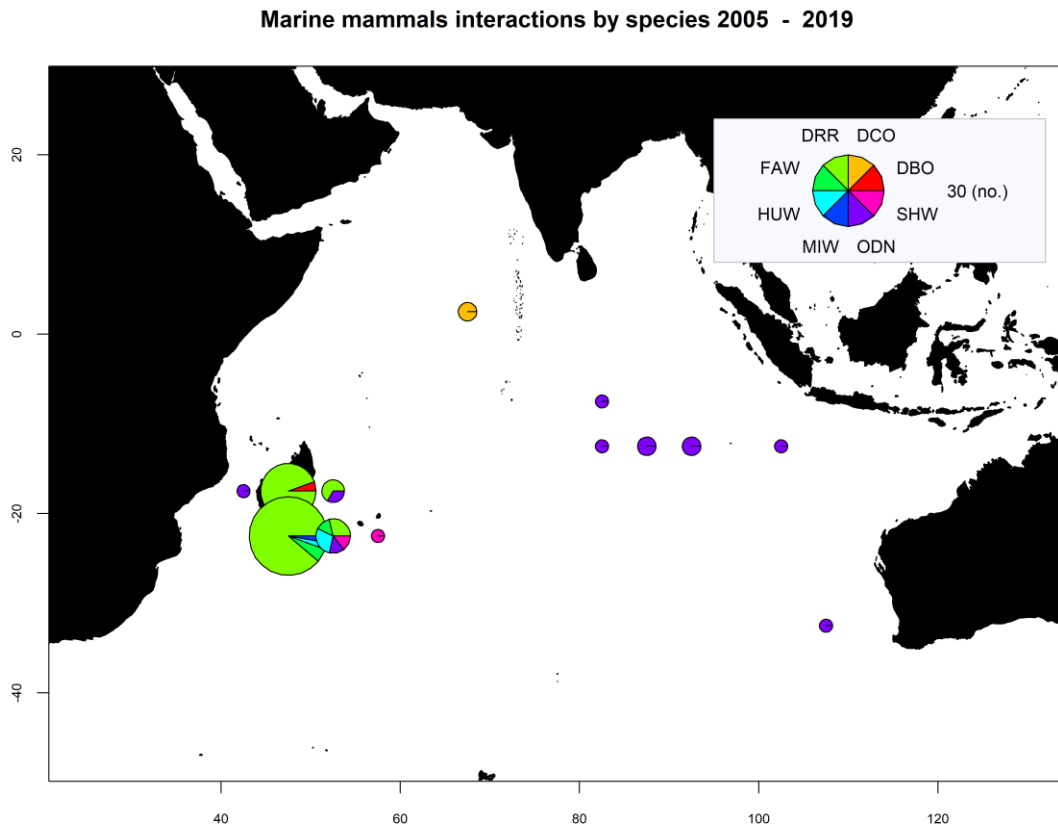 Marine mammals interactions by species 2005 - 2019
DRR DCO
FAW DBO
30 (no.)
HUW SHW
MIW ODN
20
0
-20
-40
40 60 80 100 120